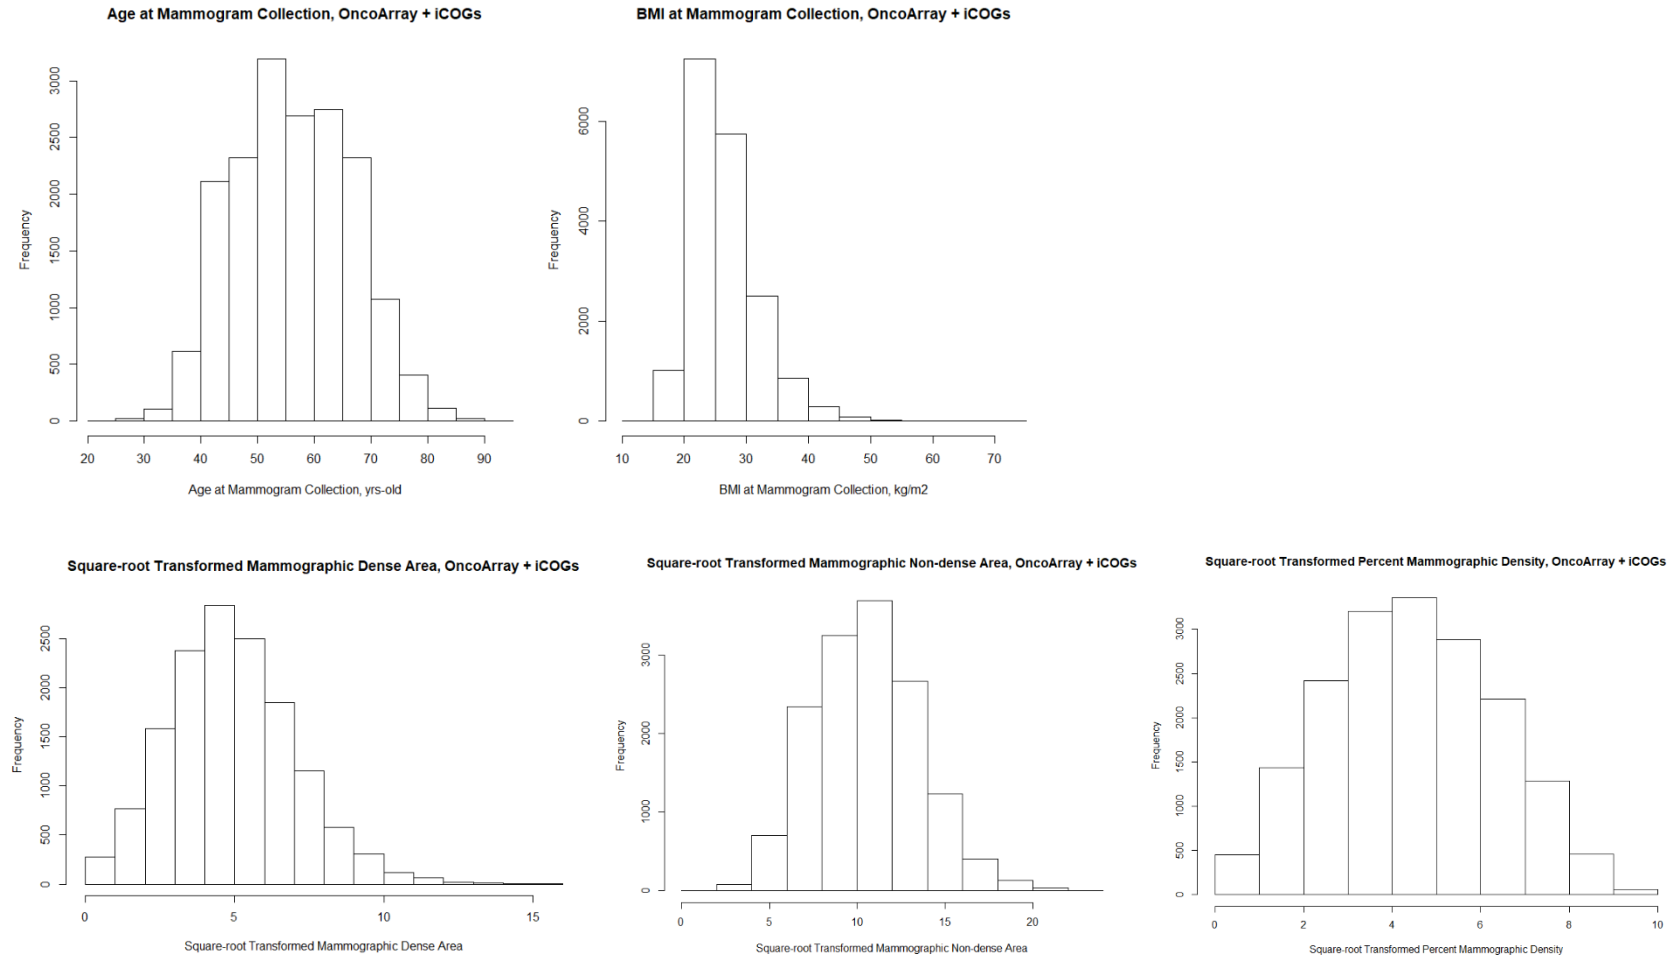 Age at Mammogram Collection, OncoArray + iCOGs
Frequency
0 500 1000 1500 2000 2500 3000
20 30 40 50 60 70 80 90
Age at Mammogram Collection, yrs-old
BMI at Mammogram Collection, OncoArray + iCOGs
Frequency
0 2000 4000 6000
10 20 30 40 50 60 70
BMI at Mammogram Collection, kg/m2
Square-root Transformed Mammographic Dense Area, OncoArray + iCOGs
Frequency
0 500 1000 1500 2000 2500
0 5 10 15
Square-root Transformed Mammographic Dense Area
Square-root Transformed Mammographic Non-dense Area, OncoArray + iCOGs
Frequency
0 1000 2000 3000
0 5 10 15 20
Square-root Transformed Mammographic Non-dense Area
Square-root Transformed Percent Mammographic Density, OncoArray + iCOGs
Frequency
0 500 1000 1500 2000 2500 3000
0 2 4 6 8 10
Square-root Transformed Percent Mammographic Density